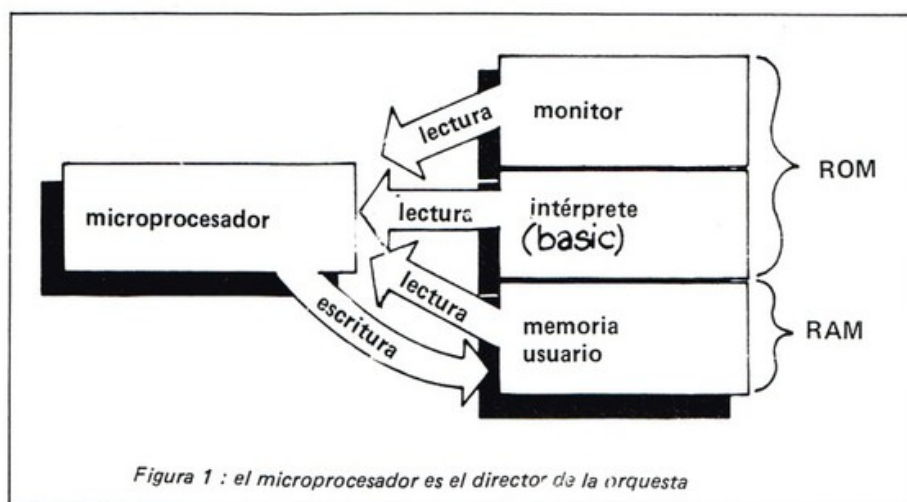 monitor
lectura
ROM
microprocesador
lectura
intérprete
(basic)
lectura
escritura
memoria
usuario
RAM
Figura 1 : el microprocesador es el director de la orquesta